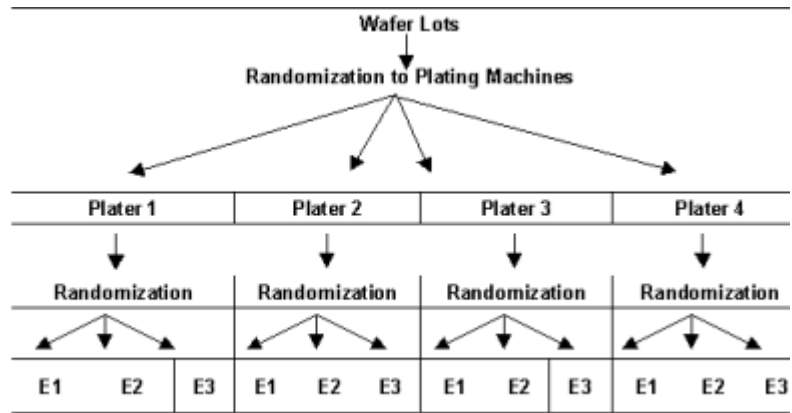 Wafer Lots
Randomization to Plating Machines
Plater 1 Plater 2 Plater 3 Plater 4
Randomization Randomization Randomization Randomization
E1 E2 E3 E1 E2 E3 E1 E2 E3 E1 E2 E3